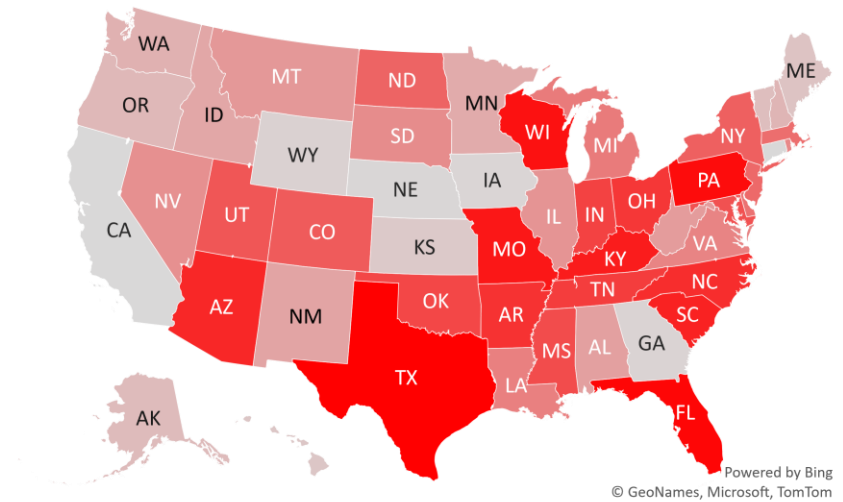 WA
ME
MT
ND
OR
MN
ID
WI
SD
MI
NY
WY
PA
IA
NE
NV
OH
IL
IN
UT
CO
CA
VA
KS
MO
KY
NC
TN
OK
AZ
AR
SC
NM
GA
MS
AL
TX
LA
FL
AK
Powered by Bing
© GeoNames, Microsoft, TomTom